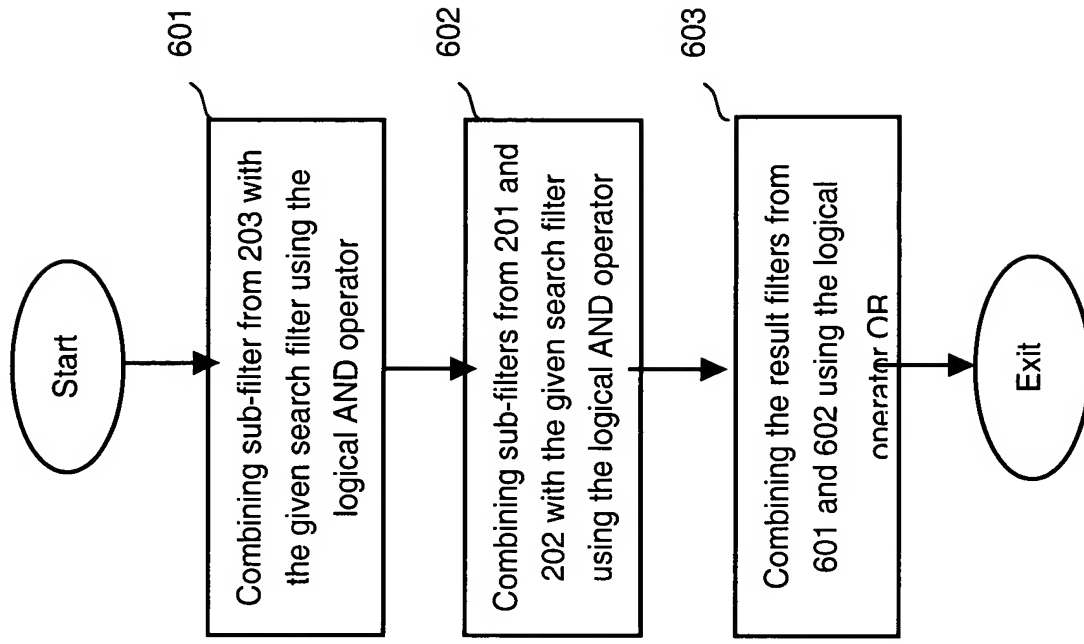 Start
601
Combining sub-filter from 203 with
the given search filter using the
logical AND operator
602
Combining sub-filters from 201 and
202 with the given search filter
using the logical AND operator
603
Combining the result filters from
601 and 602 using the logical
operator OR
Exit